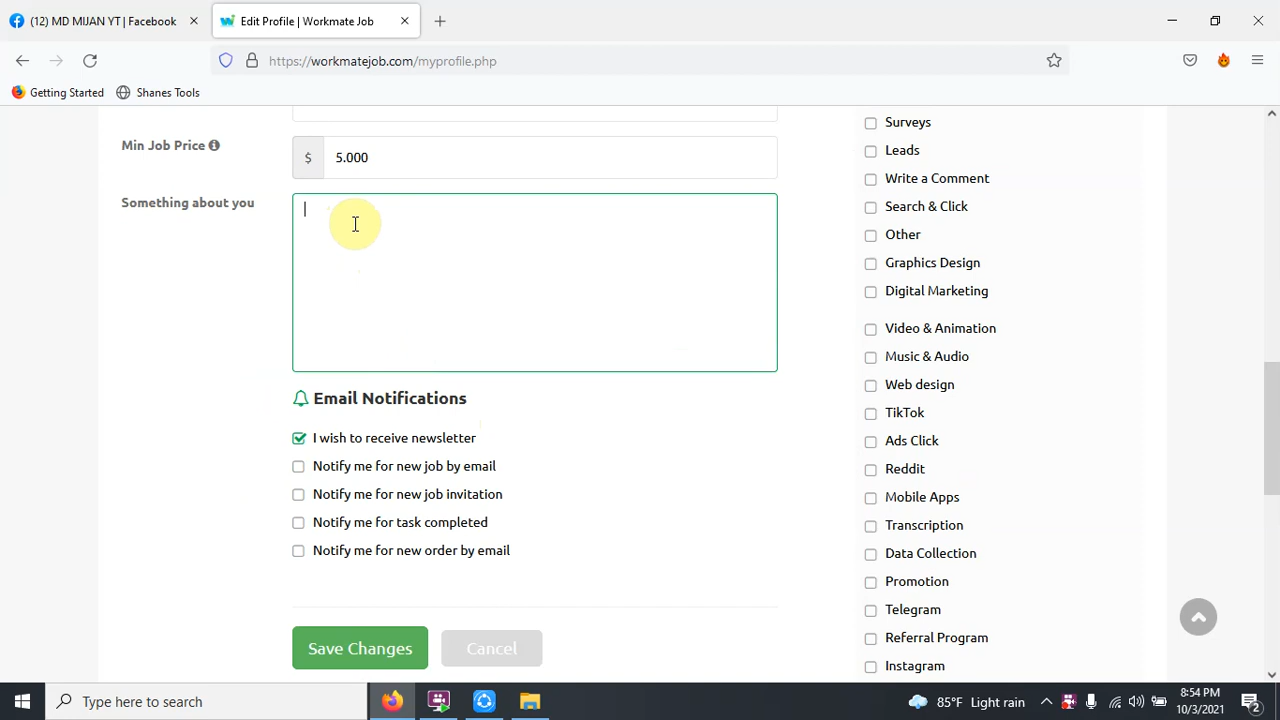 (12) MD MIJAN YT | Facebook
Edit Profile | Workmate Job
https://workmatejob.com/myprofile.php
Getting Started
Shanes Tools
Min Job Price
$
5.000
Something about you
Email Notifications
I wish to receive newsletter
Notify me for new job by email
Notify me for new job invitation
Notify me for task completed
Notify me for new order by email
Save Changes
Cancel
Surveys
Leads
Write a Comment
Search & Click
Other
Graphics Design
Digital Marketing
Video & Animation
Music & Audio
Web design
TikTok
Ads Click
Reddit
Mobile Apps
Transcription
Data Collection
Promotion
Telegram
Referral Program
Instagram
Type here to search
85°F Light rain
8:54 PM
10/3/2021
2